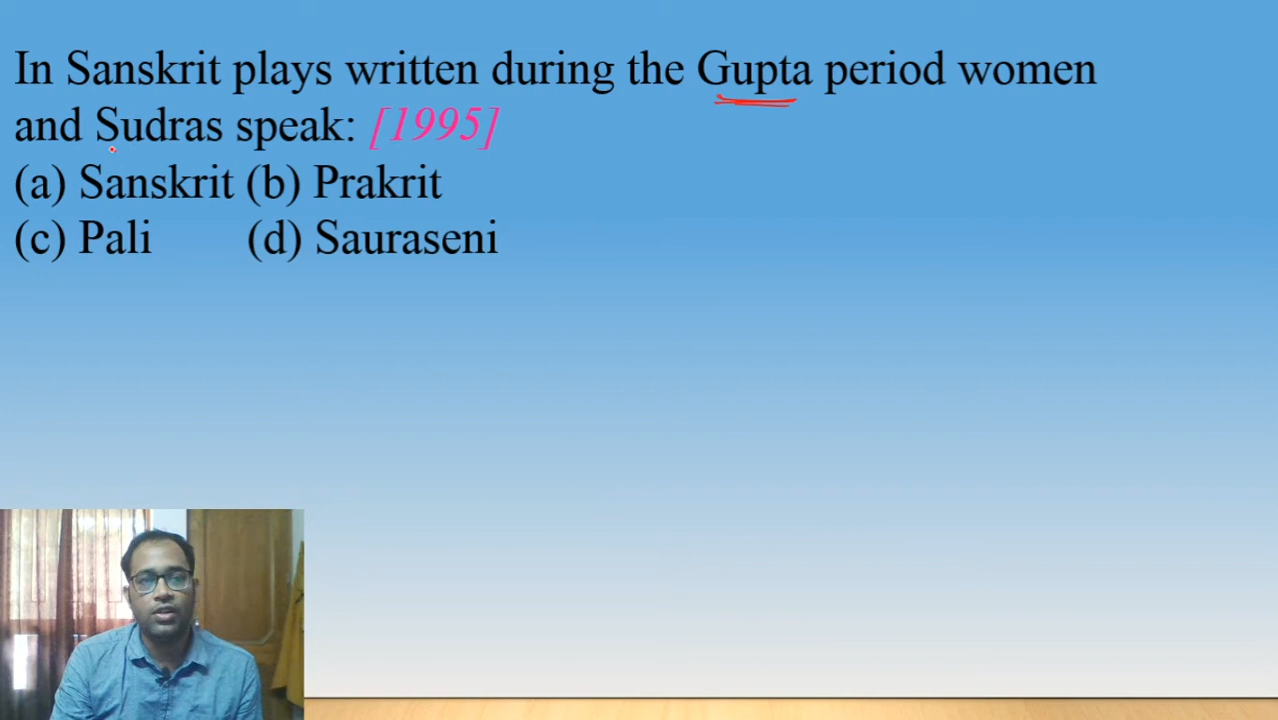 In Sanskrit plays written during the Gupta period women
and Sudras speak: [1995]
(a) Sanskrit (b) Prakrit
(c) Pali (d) Sauraseni